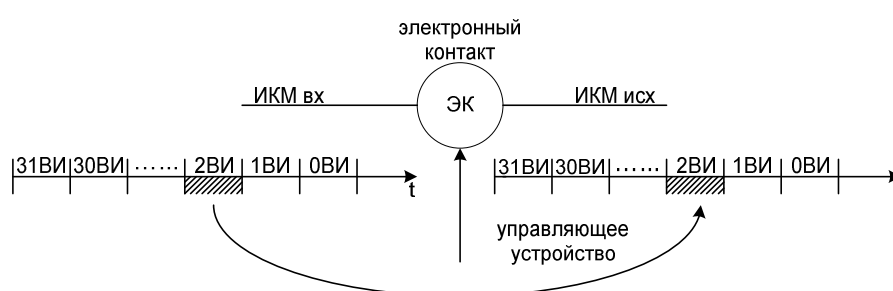 электронный
контакт
ИКМ вх
ЭК
ИКМ исх
31ВИ 30ВИ ...... 2ВИ 1ВИ 0ВИ
t
31ВИ 30ВИ ...... 2ВИ 1ВИ 0ВИ
управляющее
устройство